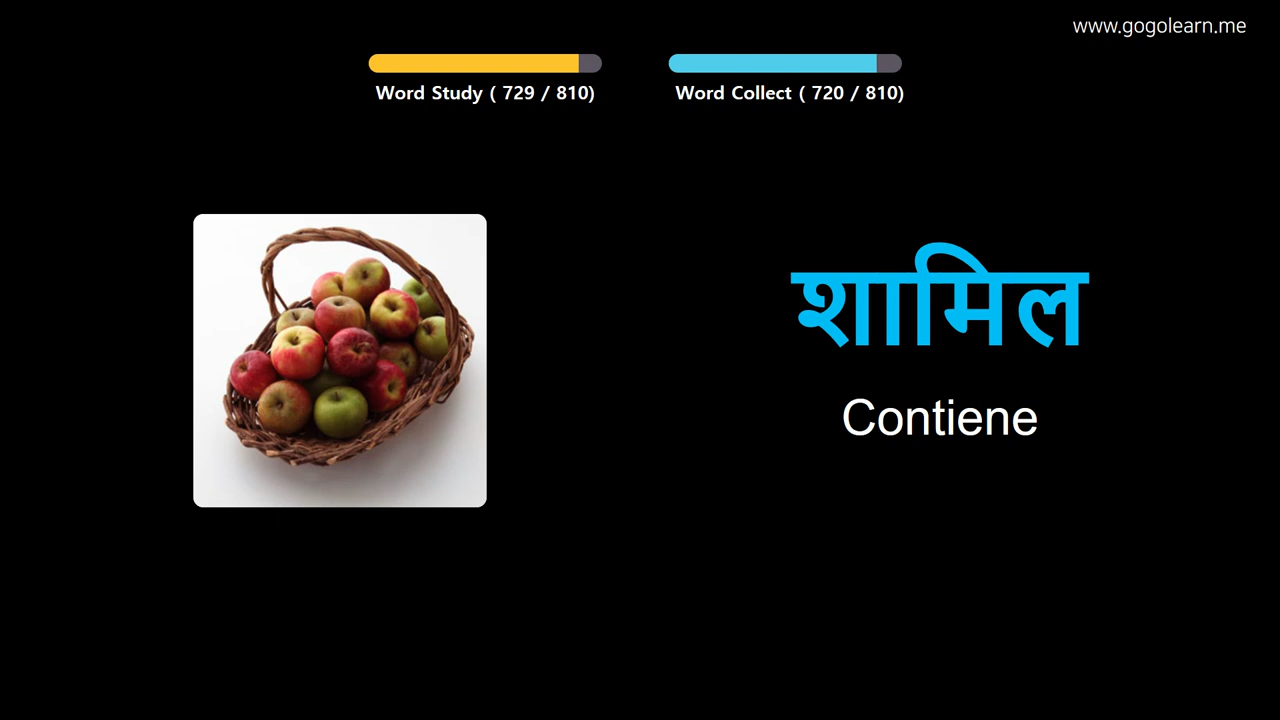 www.gogolearn.me
Word Study ( 729 / 810)
Word Collect ( 720 / 810)
शामिल
Contiene